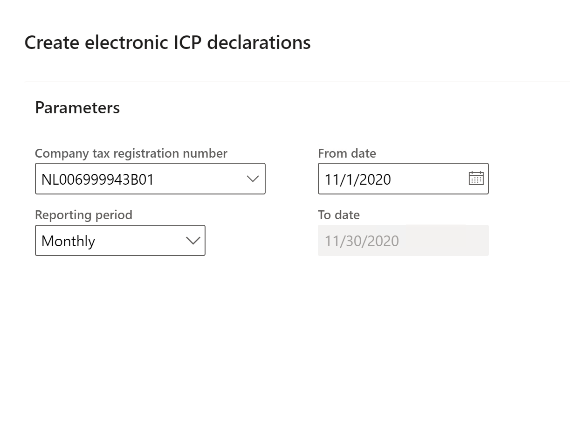 Create electronic ICP declarations
Parameters
Company tax registration number
NL006999943B01
From date
11/1/2020
Reporting period
Monthly
To date
11/30/2020